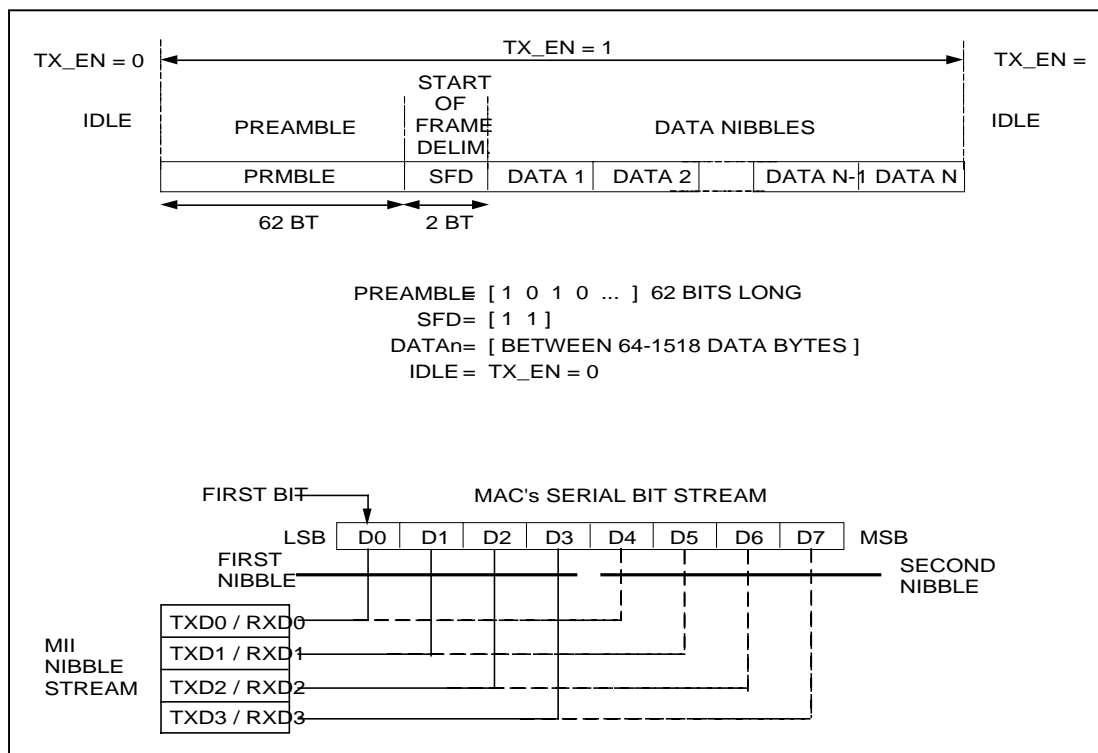 TX_EN = 0
TX_EN = 1
TX_EN =
IDLE
PREAMBLE
START
OF
FRAME
DELIM.
DATA NIBBLES
IDLE
PRMBLE
SFD
DATA 1
DATA 2
DATA N-1
DATA N
62 BT
2 BT
PREAMBLE = [ 1 0 1 0 ... ] 62 BITS LONG
SFD= [ 1 1 ]
DATAn= [ BETWEEN 64-1518 DATA BYTES ]
IDLE = TX_EN = 0
FIRST BIT
MAC's SERIAL BIT STREAM
LSB
D0
D1
D2
D3
D4
D5
D6
D7
MSB
FIRST
NIBBLE
SECOND
NIBBLE
MII
NIBBLE
STREAM
TXD0 / RXD0
TXD1 / RXD1
TXD2 / RXD2
TXD3 / RXD3